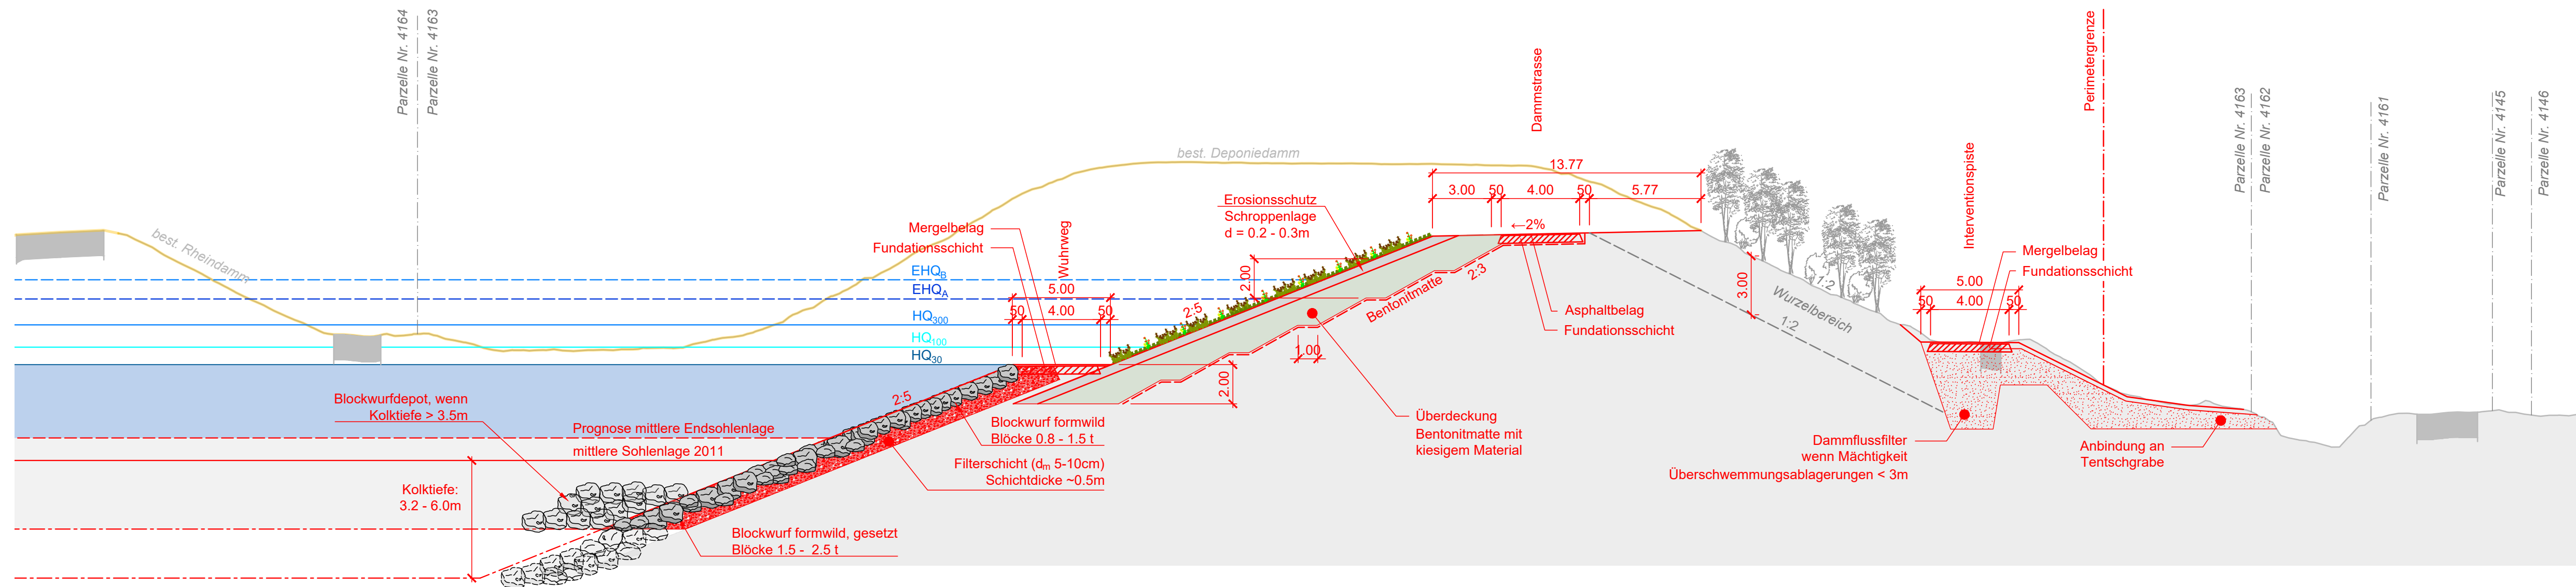 Parzelle Nr. 4164
Parzelle Nr. 4163
best. Rheindamm
best. Deponiedamm
EHQB
EHQA
HQ300
HQ100
HQ30
Mergelbelag
Fundationsschicht
Wuhrweg
5.00
50
4.00
50
2:5
Blockwurfdepot, wenn
Kolktiefe > 3.5m
Prognose mittlere Endsohlenlage
mittlere Sohlenlage 2011
Kolktiefe:
3.2 - 6.0m
Blockwurf formwild
Blöcke 0.8 - 1.5 t
Filterschicht (dm 5-10cm)
Schichtdicke ~0.5m
Blockwurf formwild, gesetzt
Blöcke 1.5 - 2.5 t
Erosionsschutz
Schroppenlage
d = 0.2 - 0.3m
2.00
2:5
2.00
1.00
Bentonitmatte
2:3
Überdeckung
Bentonitmatte mit
kiesigem Material
Dammstrasse
13.77
3.00
50
4.00
50
5.77
←2%
Asphaltbelag
Fundationsschicht
3.00
1:2
Wurzelbereich
1:2
Interventionspiste
Mergelbelag
Fundationsschicht
5.00
50
4.00
50
Dammflussfilter
wenn Mächtigkeit
Überschwemmungsablagerungen < 3m
Anbindung an
Tentschgrabe
Perimetergrenze
Parzelle Nr. 4163
Parzelle Nr. 4162
Parzelle Nr. 4161
Parzelle Nr. 4145
Parzelle Nr. 4146